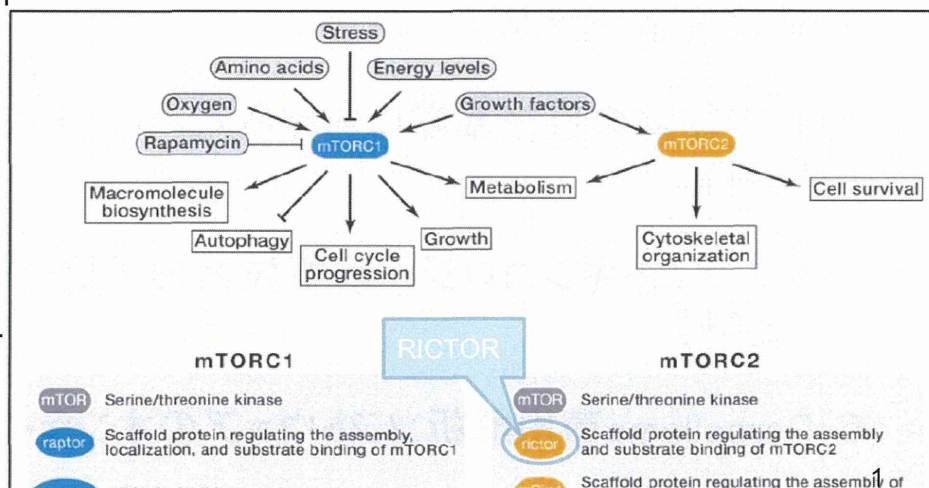 Stress
Amino acids
Energy levels
Oxygen
Growth factors
Rapamycin
mTORC1
mTORC2
Macromolecule
biosynthesis
Metabolism
Cell survival
Autophagy
Growth
Cell cycle
progression
Cytoskeletal
organization
RICTOR
mTORC1
mTOR
Serine/threonine kinase
raptor
Scaffold protein regulating the assembly,
localization, and substrate binding of mTORC1
mTORC2
mTOR
Serine/threonine kinase
rictor
Scaffold protein regulating the assembly
and substrate binding of mTORC2
Scaffold protein regulating the assembly of
1